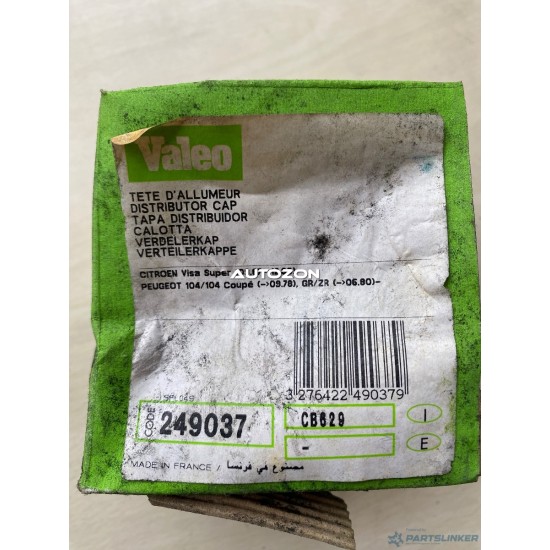 Valeo
TETE D'ALLUMEUR
DISTRIBUTOR CAP
TAPA DISTRIBUIDOR
CALOTTA
VERDELERKAP
VERTEILERKAPPE
CITROEN Visa Super
AUTOZON
PEUGEOT 104/104 Coupé (->09.78), GR/ZR (->06.80)-
3 276422 490379
CODE
249037
CB629
I
-
E
MADE IN FRANCE / مصنوع في فرنسا
PARTSLINKER